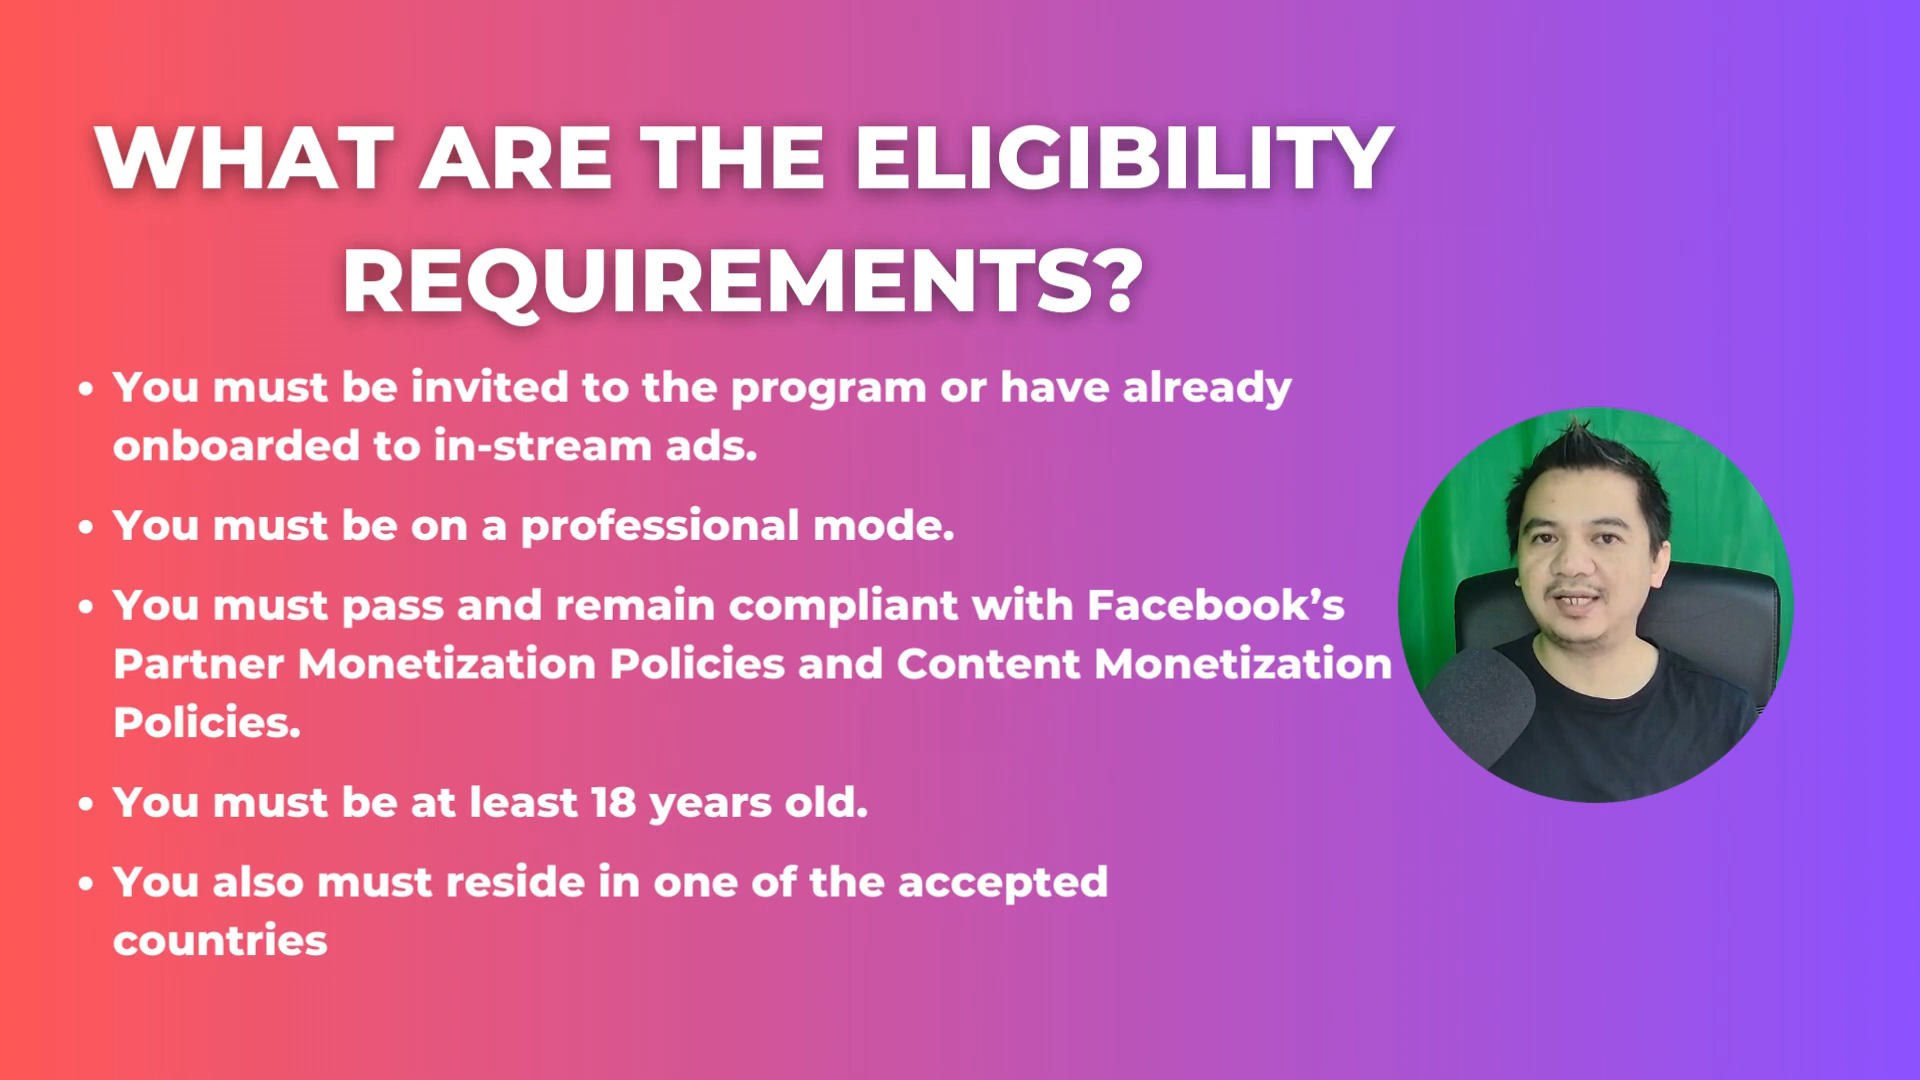 WHAT ARE THE ELIGIBILITY
REQUIREMENTS?
• You must be invited to the program or have already
onboarded to in-stream ads.
• You must be on a professional mode.
• You must pass and remain compliant with Facebook’s
Partner Monetization Policies and Content Monetization
Policies.
• You must be at least 18 years old.
• You also must reside in one of the accepted
countries